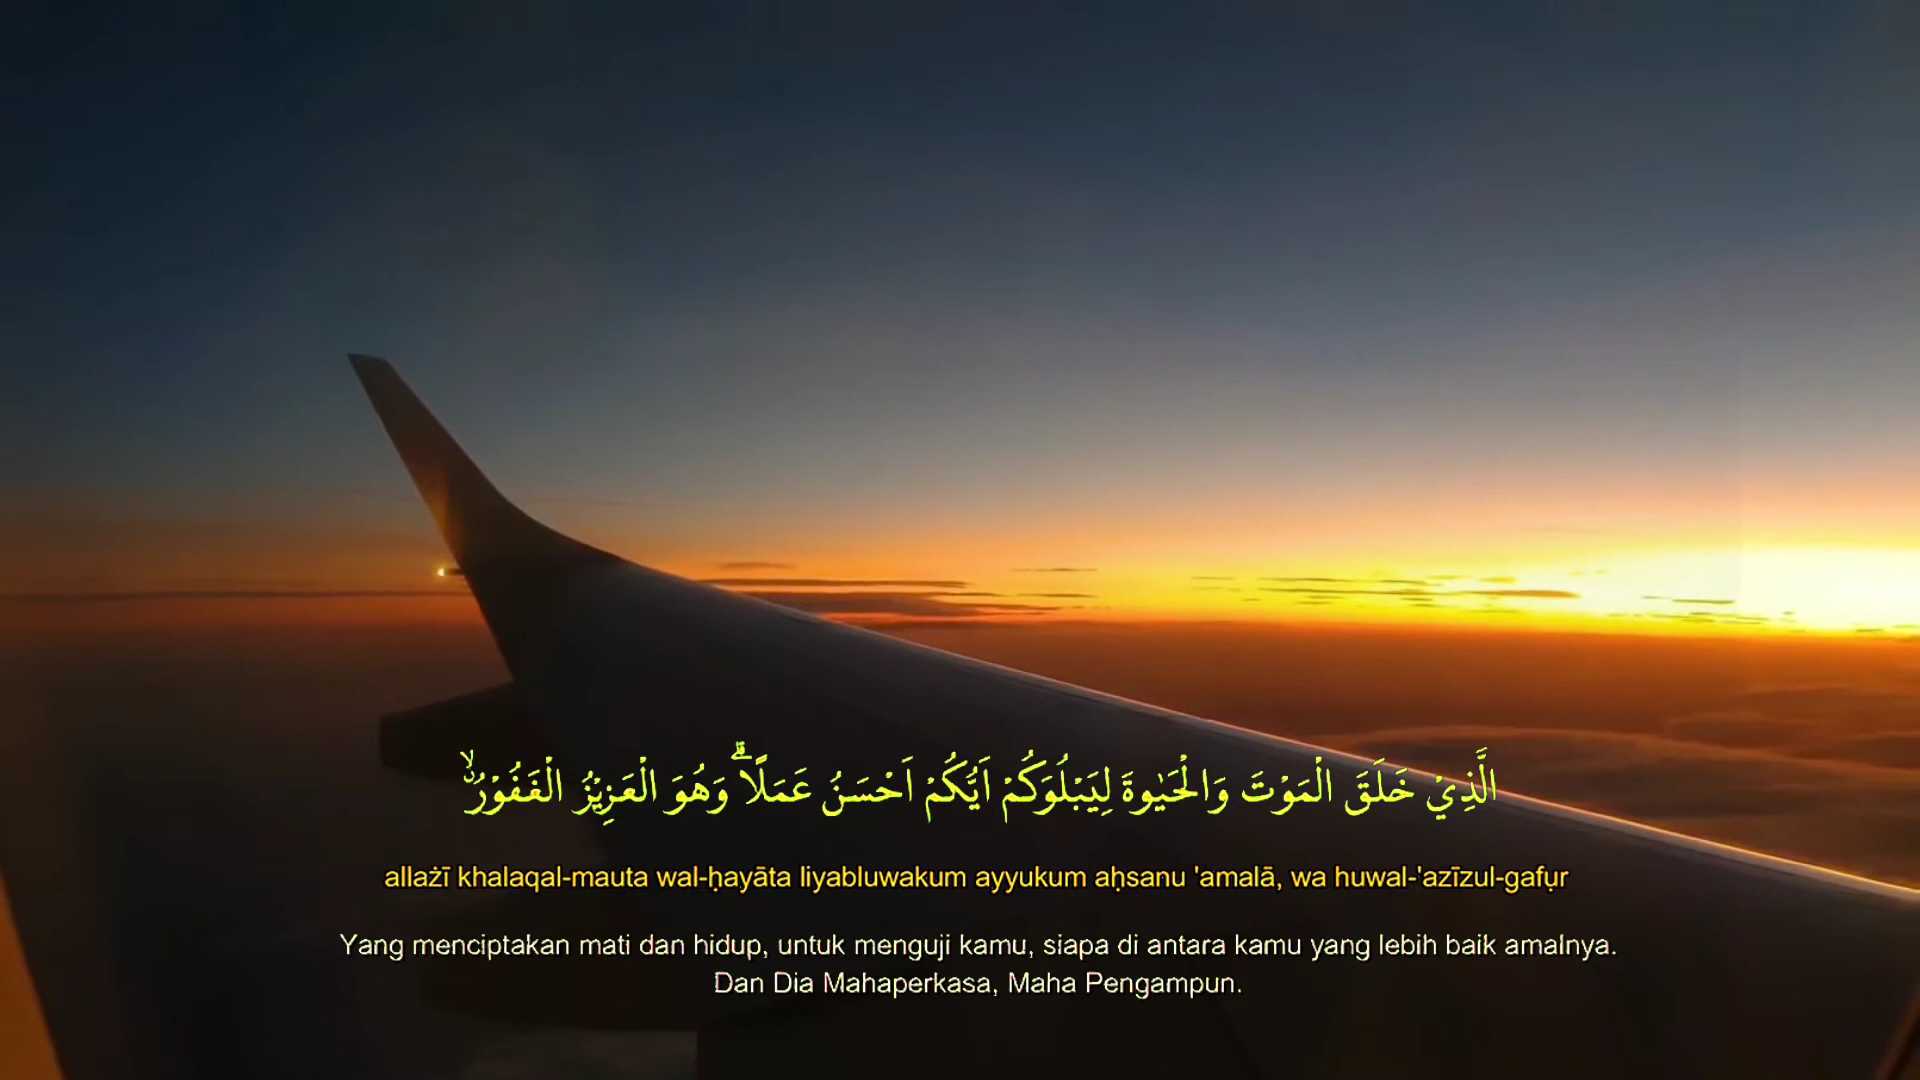 الَّذِيْ خَلَقَ الْمَوْتَ وَالْحَيٰوةَ لِيَبْلُوَكُمْ اَيُّكُمْ اَحْسَنُ عَمَلًاۗ وَهُوَ الْعَزِيْزُ الْغَفُوْرُۙ
allażī khalaqal-mauta wal-ḥayāta liyabluwakum ayyukum aḥsanu 'amalā, wa huwal-'azīzul-gafụr
Yang menciptakan mati dan hidup, untuk menguji kamu, siapa di antara kamu yang lebih baik amalnya.
Dan Dia Mahaperkasa, Maha Pengampun.